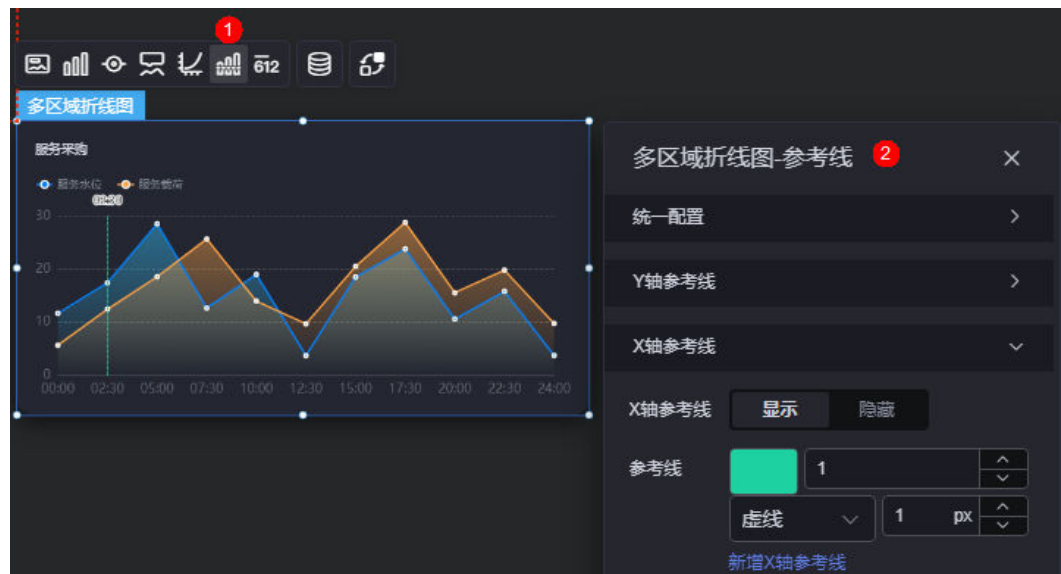 1
612
多区域折线图
服务采购
服务水位 服务载荷
02:30
30
20
10
0
00:00 02:30 05:00 07:30 10:00 12:30 15:00 17:30 20:00 22:30 24:00
多区域折线图-参考线 2
统一配置
Y轴参考线
X轴参考线
X轴参考线 显示 隐藏
参考线 1
虚线 1 px
新增X轴参考线